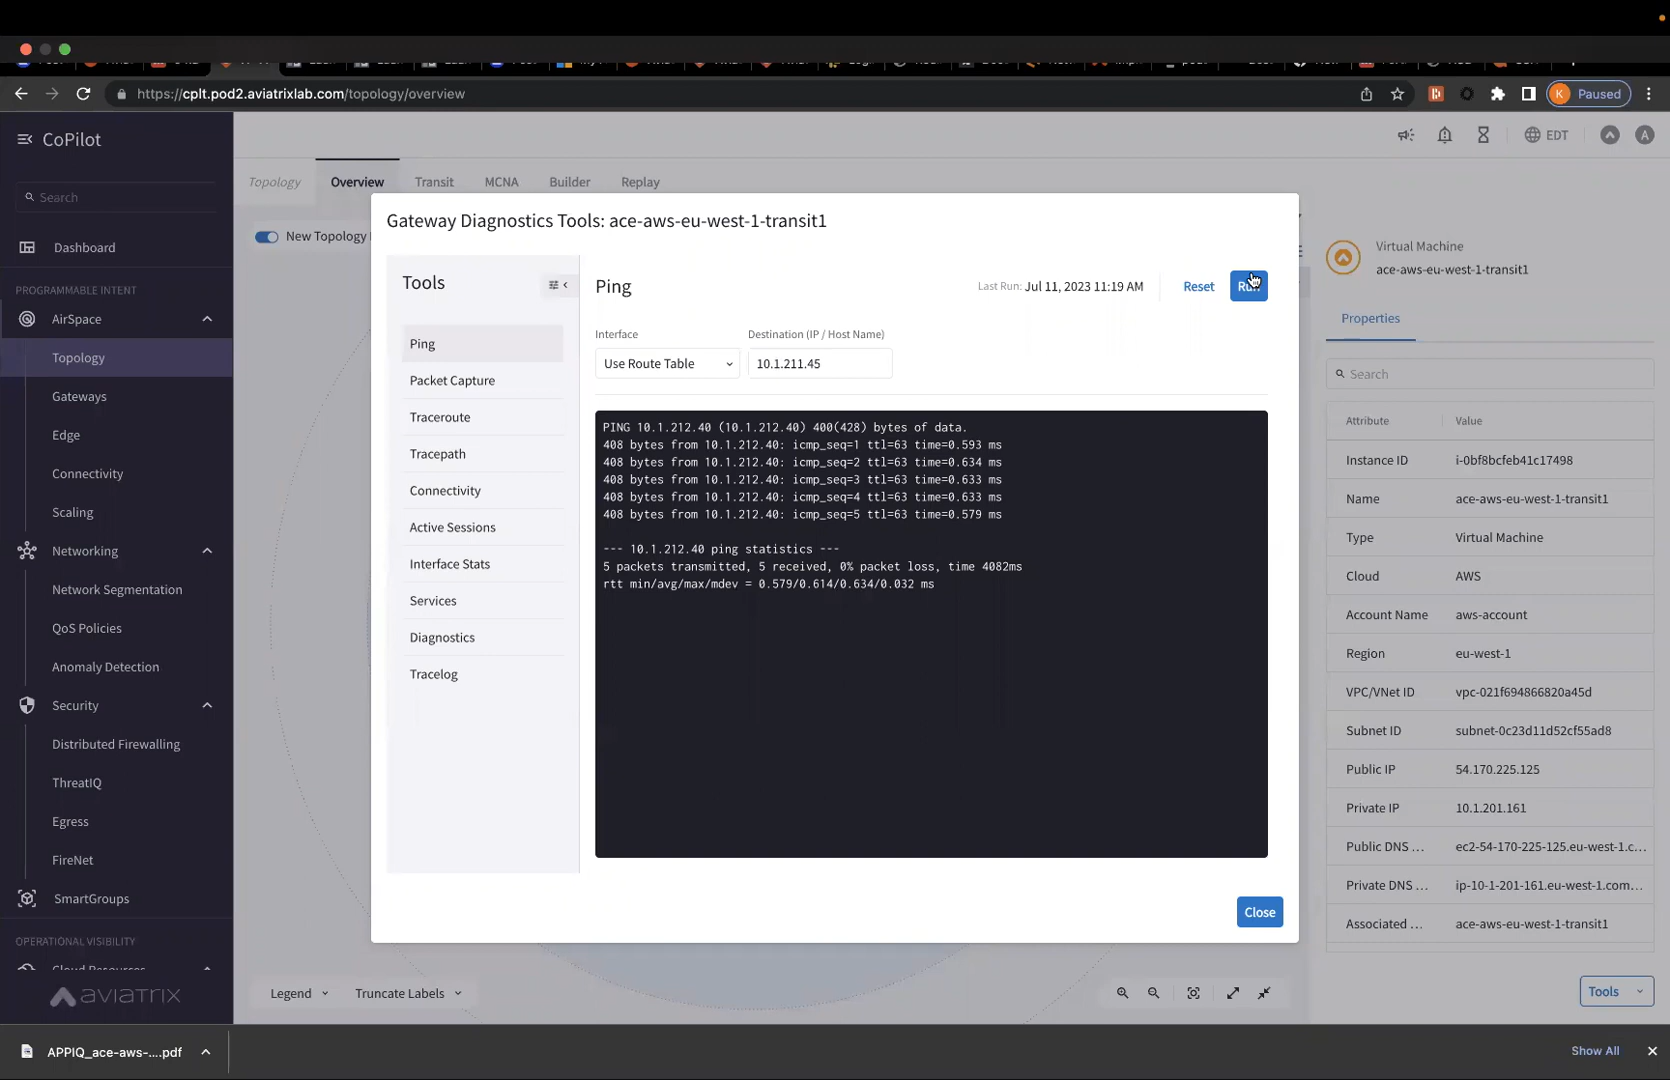 https://cplt.pod2.aviatrixlab.com/topology/overview
K Paused
CoPilot
EDT
A
Search
Topology
Overview
Transit
MCNA
Builder
Replay
New Topology
Dashboard
PROGRAMMABLE INTENT
AirSpace
Topology
Gateways
Edge
Connectivity
Scaling
Networking
Network Segmentation
QoS Policies
Anomaly Detection
Security
Distributed Firewalling
ThreatIQ
Egress
FireNet
SmartGroups
OPERATIONAL VISIBILITY
Cloud Resources
aviatrix
Gateway Diagnostics Tools: ace-aws-eu-west-1-transit1
Tools
Ping
Packet Capture
Traceroute
Tracepath
Connectivity
Active Sessions
Interface Stats
Services
Diagnostics
Tracelog
Ping
Last Run: Jul 11, 2023 11:19 AM
Reset
Run
Interface
Destination (IP / Host Name)
Use Route Table
10.1.211.45
PING 10.1.212.40 (10.1.212.40) 400(428) bytes of data.
408 bytes from 10.1.212.40: icmp_seq=1 ttl=63 time=0.593 ms
408 bytes from 10.1.212.40: icmp_seq=2 ttl=63 time=0.634 ms
408 bytes from 10.1.212.40: icmp_seq=3 ttl=63 time=0.633 ms
408 bytes from 10.1.212.40: icmp_seq=4 ttl=63 time=0.633 ms
408 bytes from 10.1.212.40: icmp_seq=5 ttl=63 time=0.579 ms
--- 10.1.212.40 ping statistics ---
5 packets transmitted, 5 received, 0% packet loss, time 4082ms
rtt min/avg/max/mdev = 0.579/0.614/0.634/0.032 ms
Close
Virtual Machine
ace-aws-eu-west-1-transit1
Properties
Search
Attribute Value
Instance ID i-0bf8bcfeb41c17498
Name ace-aws-eu-west-1-transit1
Type Virtual Machine
Cloud AWS
Account Name aws-account
Region eu-west-1
VPC/VNet ID vpc-021f694866820a45d
Subnet ID subnet-0c23d11d52cf55ad8
Public IP 54.170.225.125
Private IP 10.1.201.161
Public DNS ... ec2-54-170-225-125.eu-west-1.c...
Private DNS ... ip-10-1-201-161.eu-west-1.com...
Associated ... ace-aws-eu-west-1-transit1
Legend
Truncate Labels
Tools
APPIQ_ace-aws-....pdf
Show All